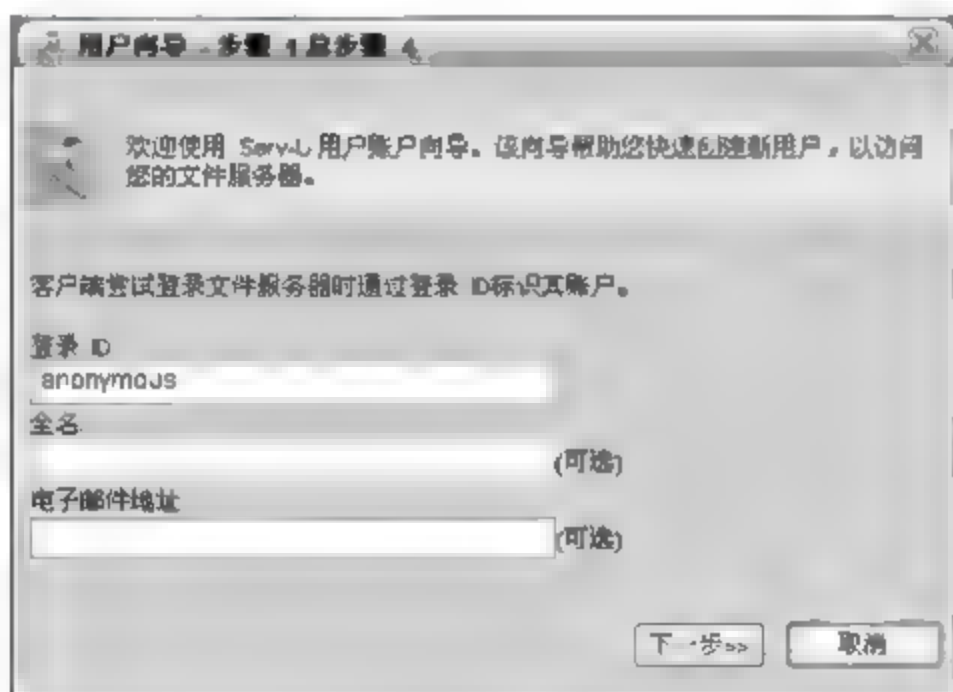 用户向导 - 步骤 1 总步骤 4
欢迎使用 Serv-U 用户账户向导。该向导帮助您快速创建新用户，以访问
您的文件服务器。
客户端尝试登录文件服务器时通过登录 ID标识其账户。
登录 ID
anonymous
全名
(可选)
电子邮件地址
(可选)
下一步>>
取消